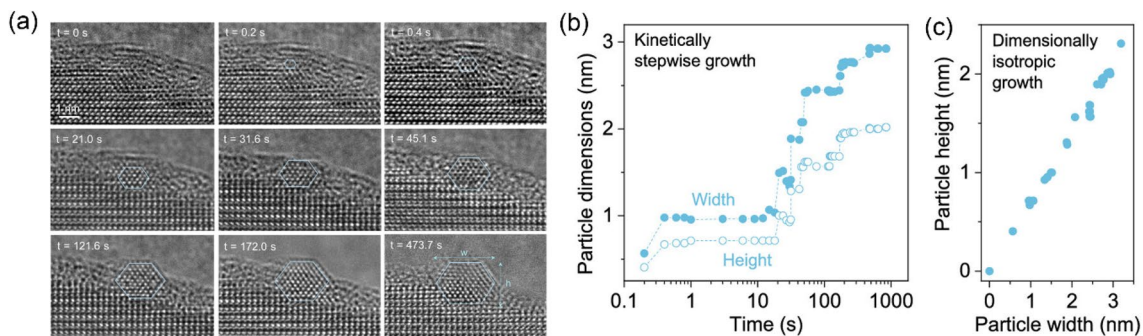 (a)
t = 0 s
t = 0.2 s
t = 0.4 s
1 nm
t = 21.0 s
t = 31.6 s
t = 45.1 s
t = 121.6 s
t = 172.0 s
t = 473.7 s
w
h
(b)
Kinetically
stepwise growth
Width
Height
Particle dimensions (nm)
3
2
1
0.1
1
10
100
1000
Time (s)
(c)
Dimensionally
isotropic
growth
Particle height (nm)
2
1
0
0
1
2
3
Particle width (nm)